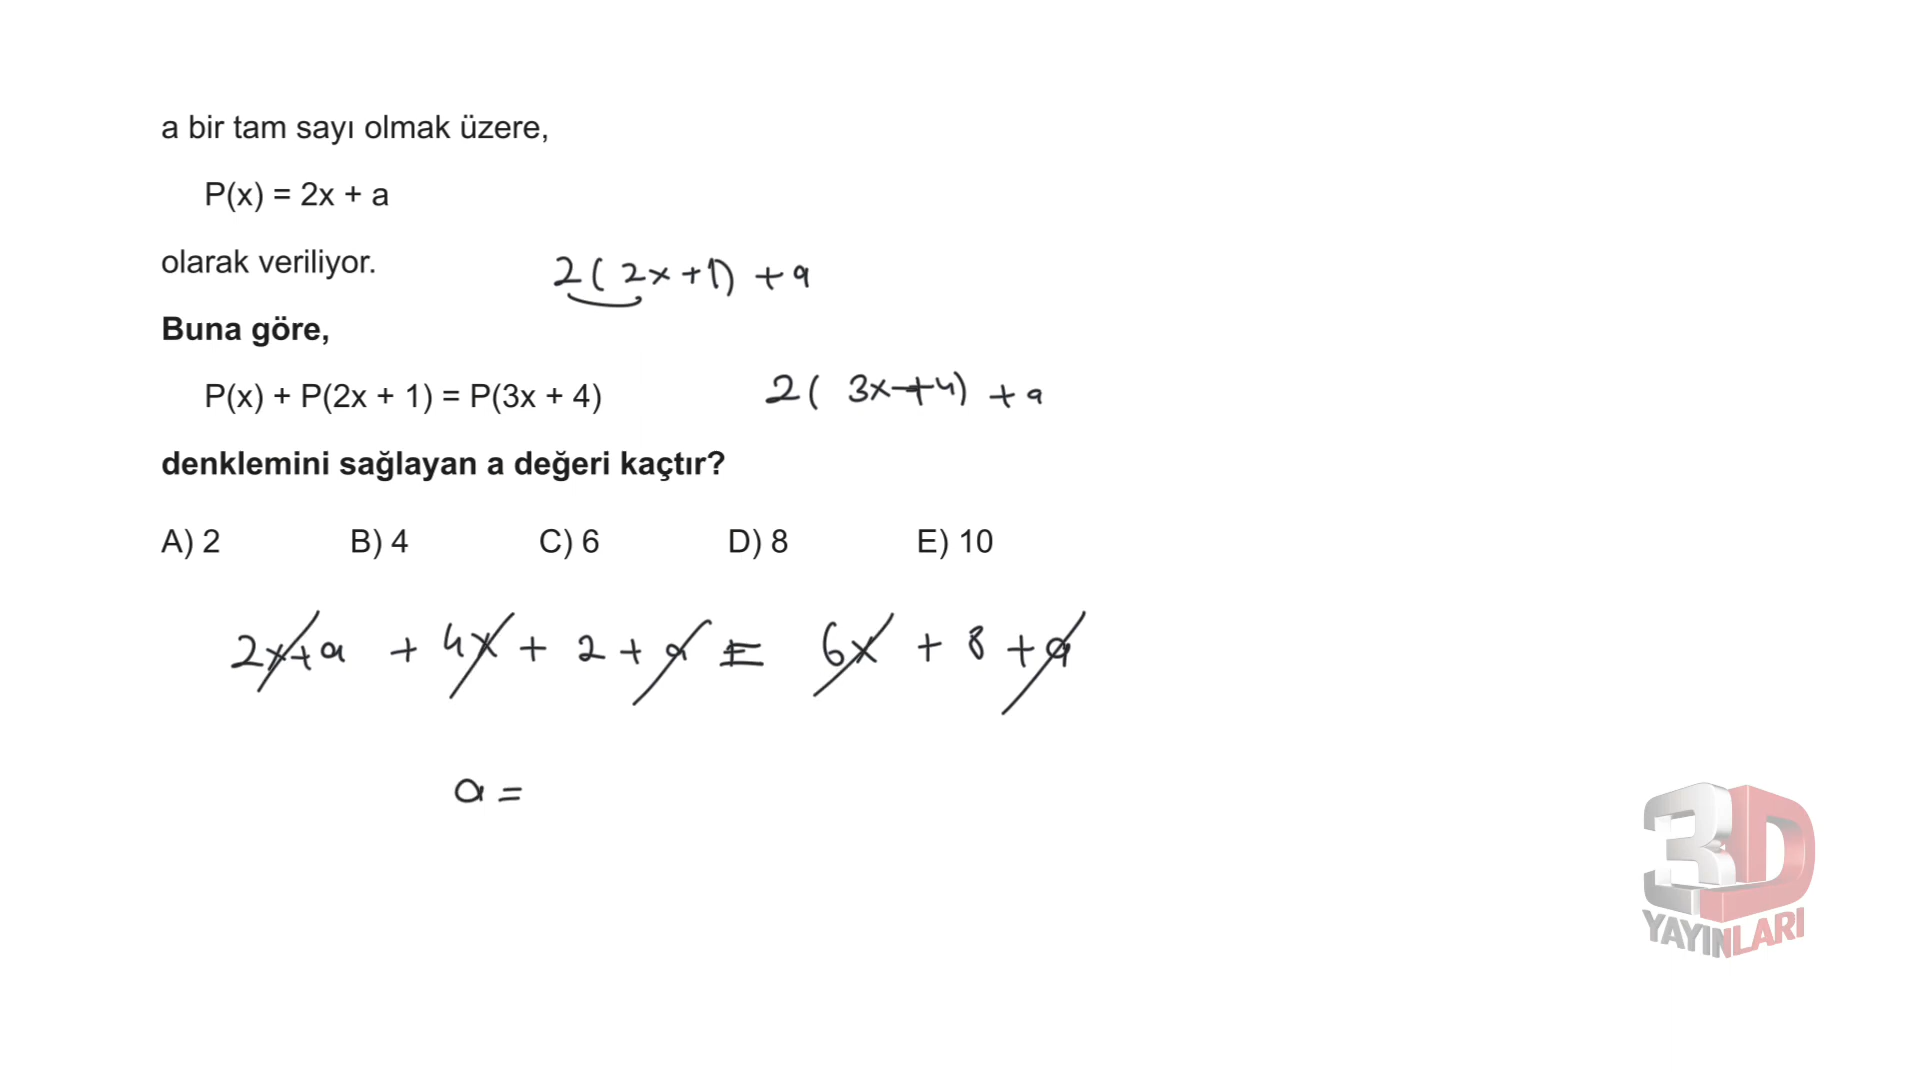 a bir tam sayı olmak üzere,
P(x) = 2x + a
olarak veriliyor.
2(2x+1) + a
Buna göre,
P(x) + P(2x + 1) = P(3x + 4)
2(3x+4) + a
denklemini sağlayan a değeri kaçtır?
A) 2 B) 4 C) 6 D) 8 E) 10
2x+a + 4x + 2 + a = 6x + 8 + a
a =
3D
YAYINLARI